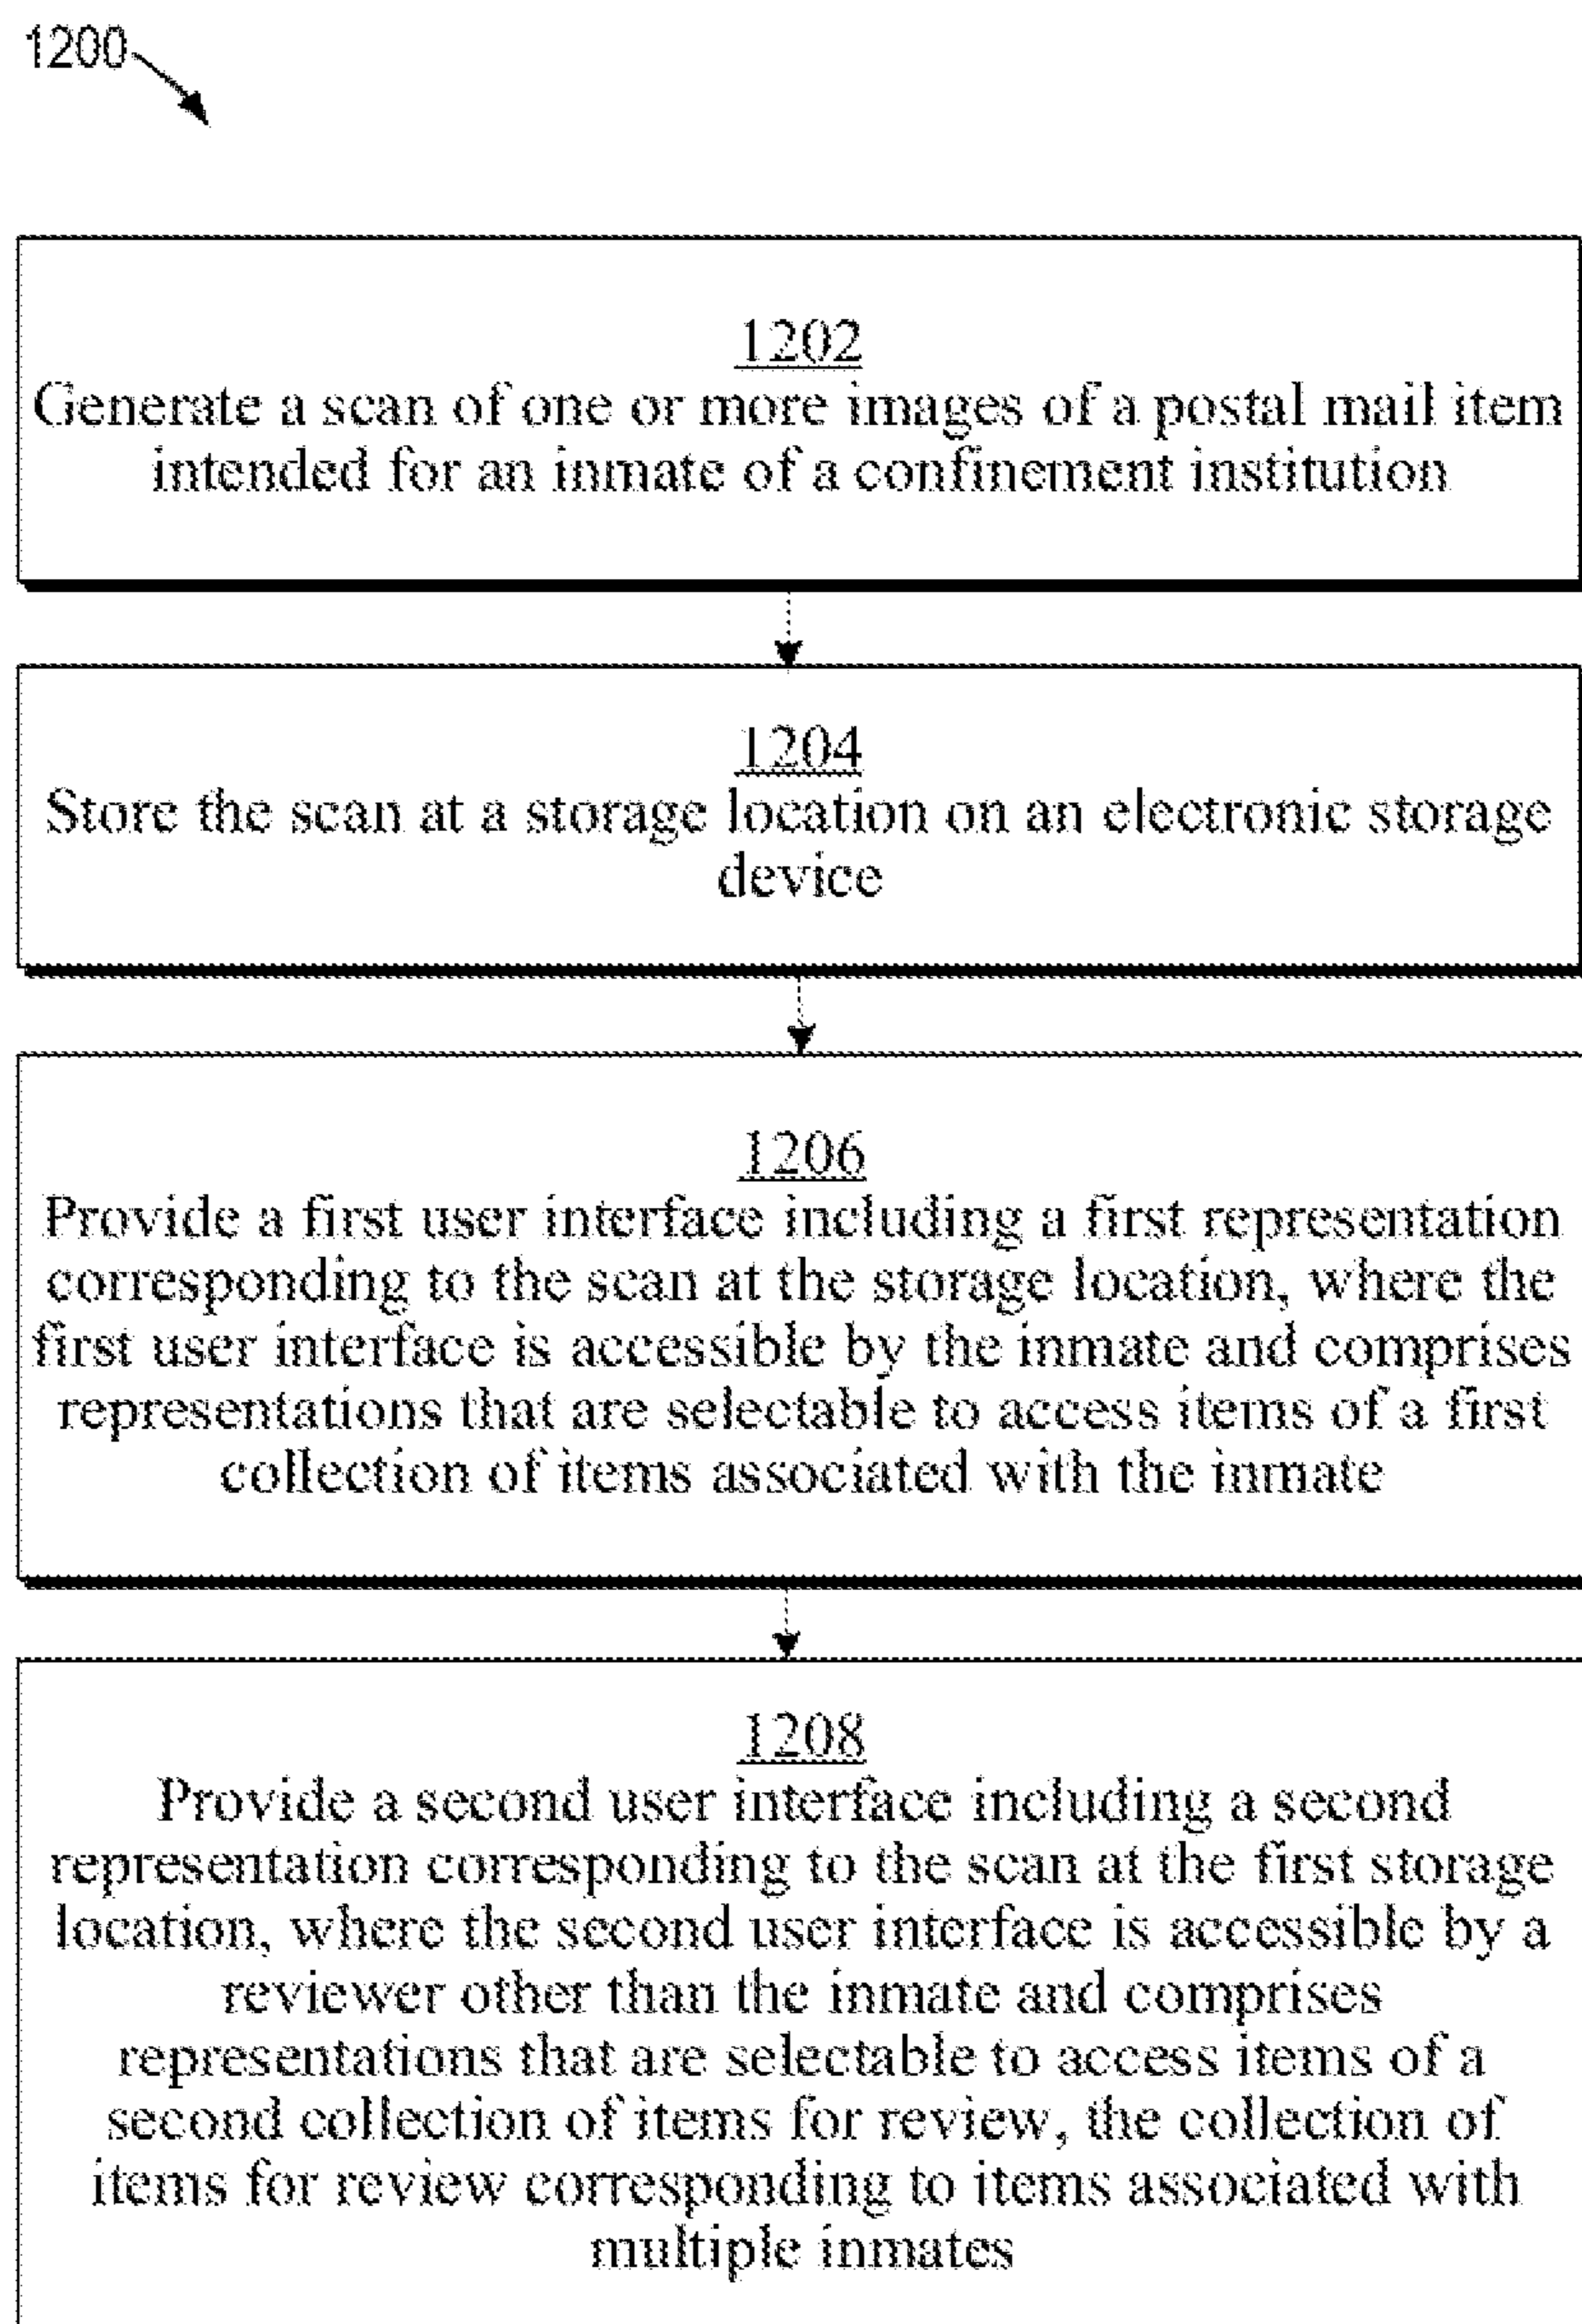 1200
1202
Generate a scan of one or more images of a postal mail item
intended for an inmate of a confinement institution
1204
Store the scan at a storage location on an electronic storage
device
1206
Provide a first user interface including a first representation
corresponding to the scan at the storage location, where the
first user interface is accessible by the inmate and comprises
representations that are selectable to access items of a first
collection of items associated with the inmate
1208
Provide a second user interface including a second
representation corresponding to the scan at the first storage
location, where the second user interface is accessible by a
reviewer other than the inmate and comprises
representations that are selectable to access items of a
second collection of items for review, the collection of
items for review corresponding to items associated with
multiple inmates